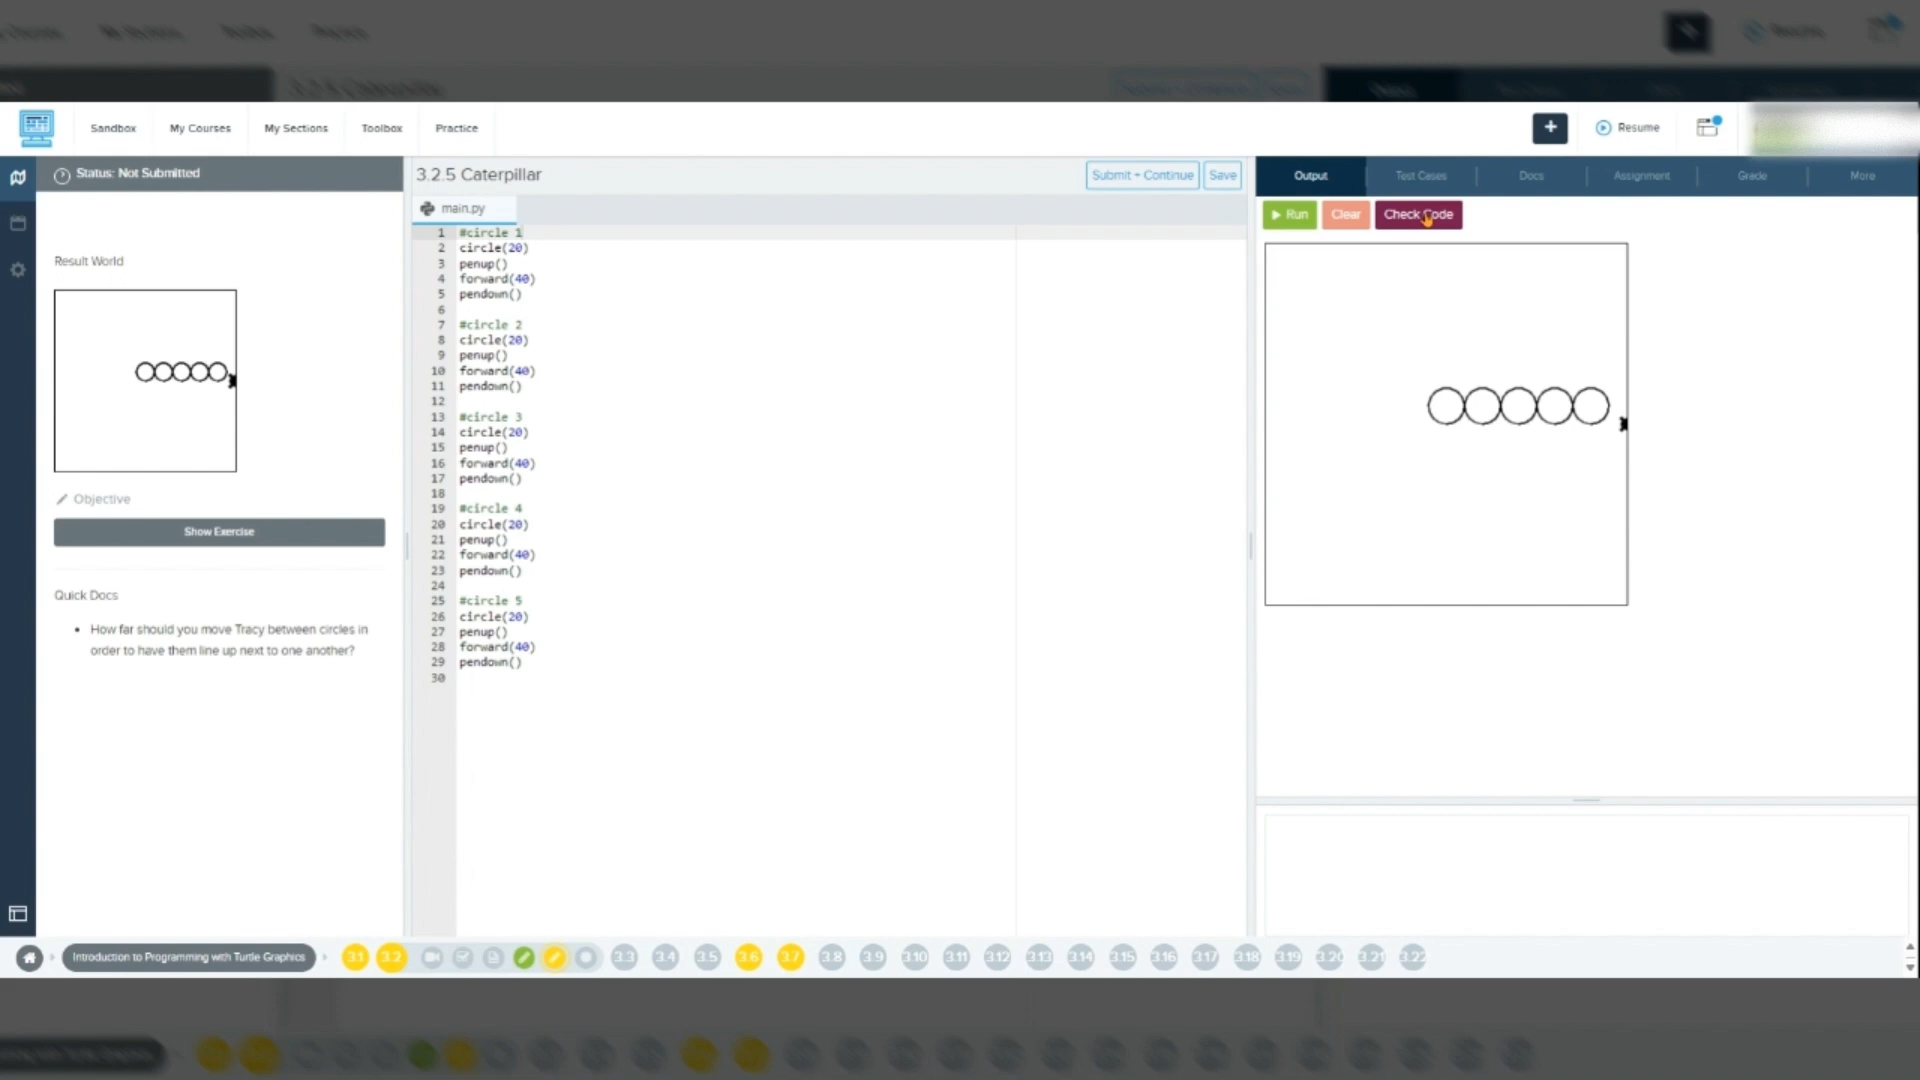 Sandbox
My Courses
My Sections
Toolbox
Practice
+
Resume
Status: Not Submitted
3.2.5 Caterpillar
Submit + Continue
Save
Output
Test Cases
Docs
Assignment
Grade
More
main.py
Run
Clear
Check Code
Result World
1 #circle 1
2 circle(20)
3 penup()
4 forward(40)
5 pendown()
6
7 #circle 2
8 circle(20)
9 penup()
10 forward(40)
11 pendown()
12
13 #circle 3
14 circle(20)
15 penup()
16 forward(40)
17 pendown()
18
19 #circle 4
20 circle(20)
21 penup()
22 forward(40)
23 pendown()
24
25 #circle 5
26 circle(20)
27 penup()
28 forward(40)
29 pendown()
30
Objective
Show Exercise
Quick Docs
• How far should you move Tracy between circles in
order to have them line up next to one another?
Introduction to Programming with Turtle Graphics
3.1
3.2
3.3
3.4
3.5
3.6
3.7
3.8
3.9
3.10
3.11
3.12
3.13
3.14
3.15
3.16
3.17
3.18
3.19
3.20
3.21
3.22